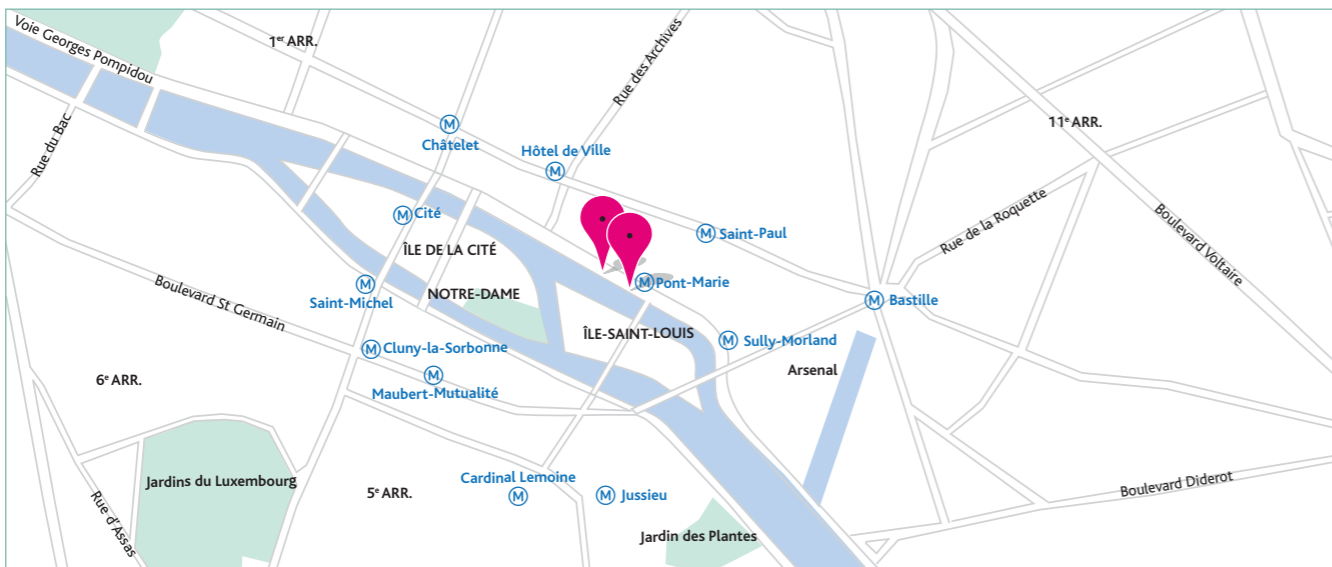 Voie Georges Pompidou
1er ARR.
Rue des Archives
11e ARR.
Rue du Bac
M
Châtelet
Hôtel de Ville
M
M Cité
ÎLE DE LA CITÉ
M Saint-Paul
Rue de la Roquette
Boulevard Voltaire
M
Saint-Michel
NOTRE-DAME
M Pont-Marie
Boulevard St Germain
M Bastille
ÎLE-SAINT-LOUIS
M Sully-Morland
M Cluny-la-Sorbonne
M
Maubert-Mutualité
Arsenal
6e ARR.
Jardins du Luxembourg
5e ARR.
Cardinal Lemoine
M
M Jussieu
Boulevard Diderot
Rue d'Assas
Jardin des Plantes